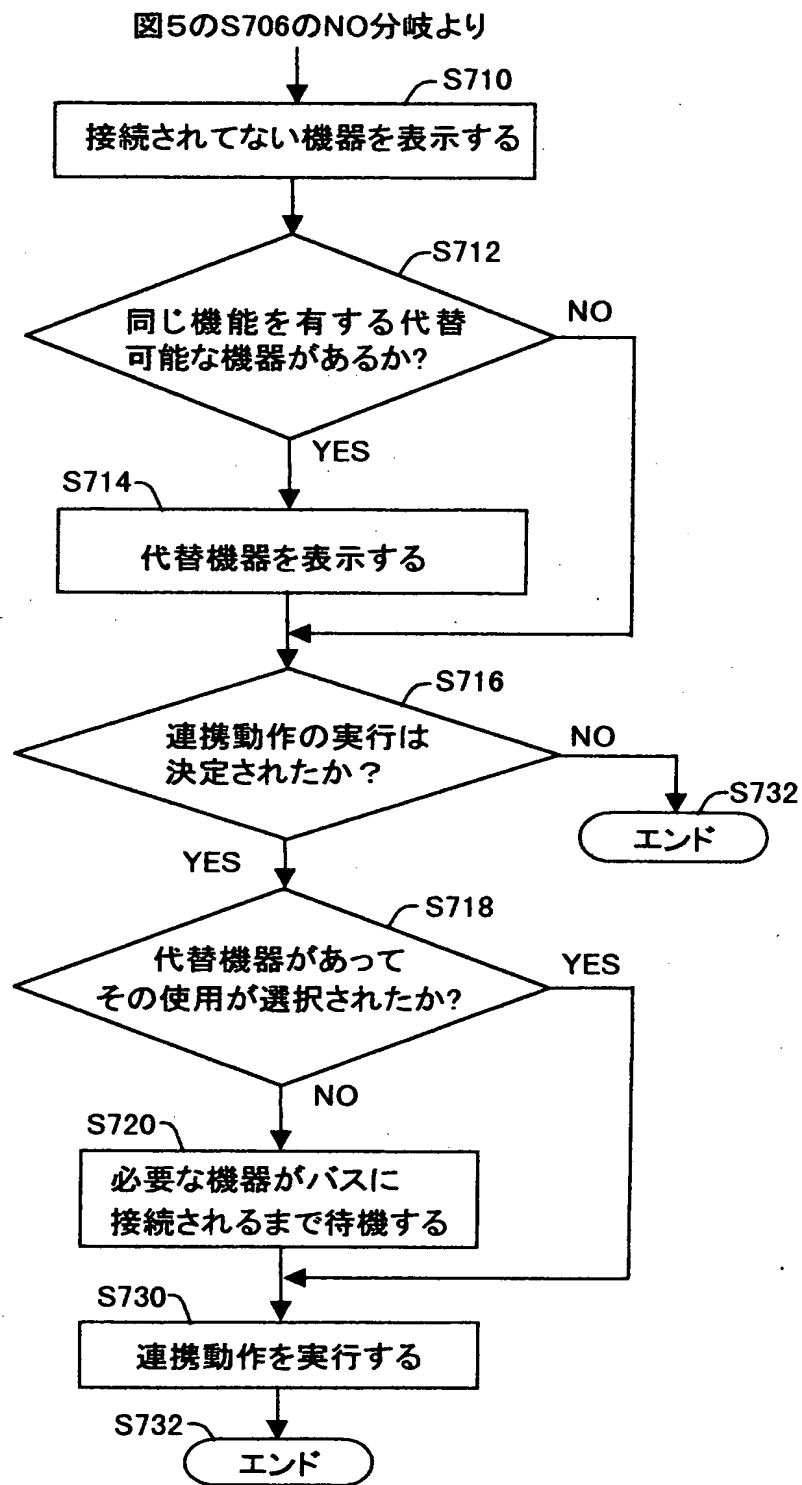 図5のS706のNO分岐より
S710
接続されてない機器を表示する
S712
同じ機能を有する代替
可能な機器があるか?
NO
YES
S714
代替機器を表示する
S716
連携動作の実行は
決定されたか?
NO
S732
エンド
YES
S718
代替機器があって
その使用が選択されたか?
YES
NO
S720
必要な機器がバスに
接続されるまで待機する
S730
連携動作を実行する
S732
エンド